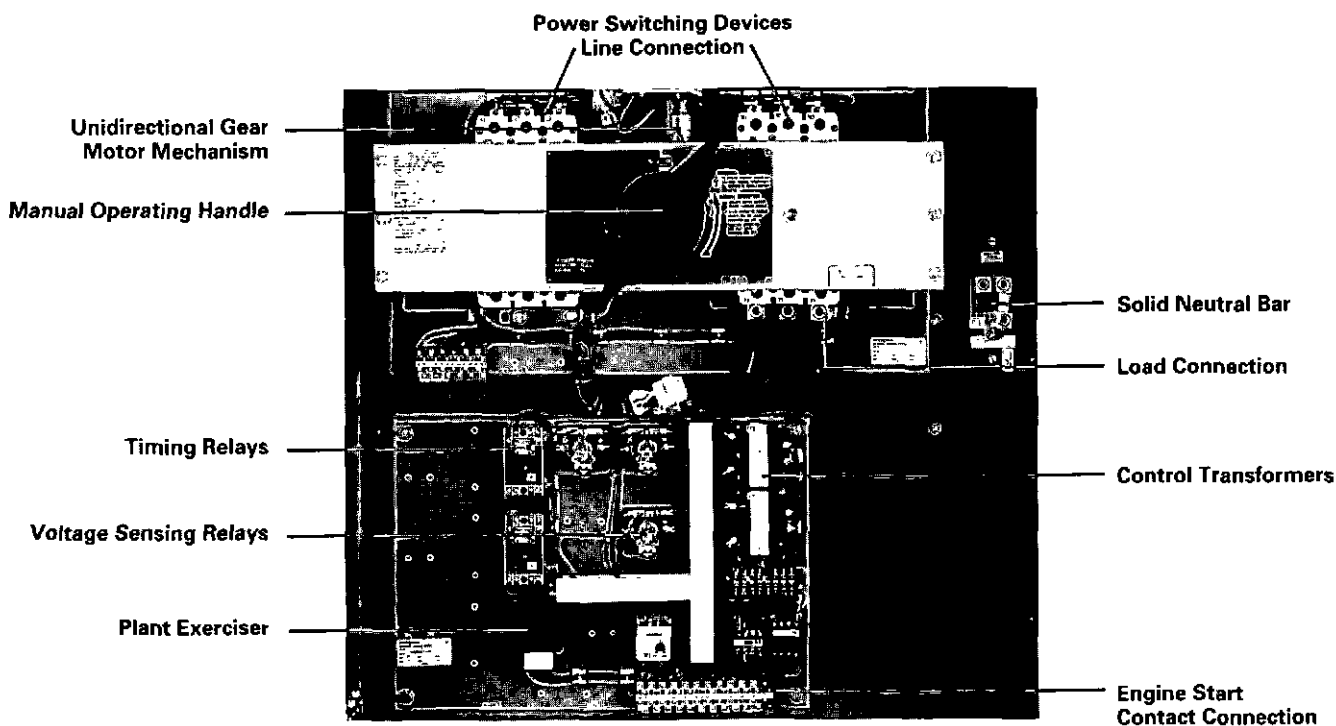 Power Switching Devices
Line Connection
Unidirectional Gear
Motor Mechanism
Manual Operating Handle
Solid Neutral Bar
Load Connection
Timing Relays
Control Transformers
Voltage Sensing Relays
Plant Exerciser
Engine Start
Contact Connection